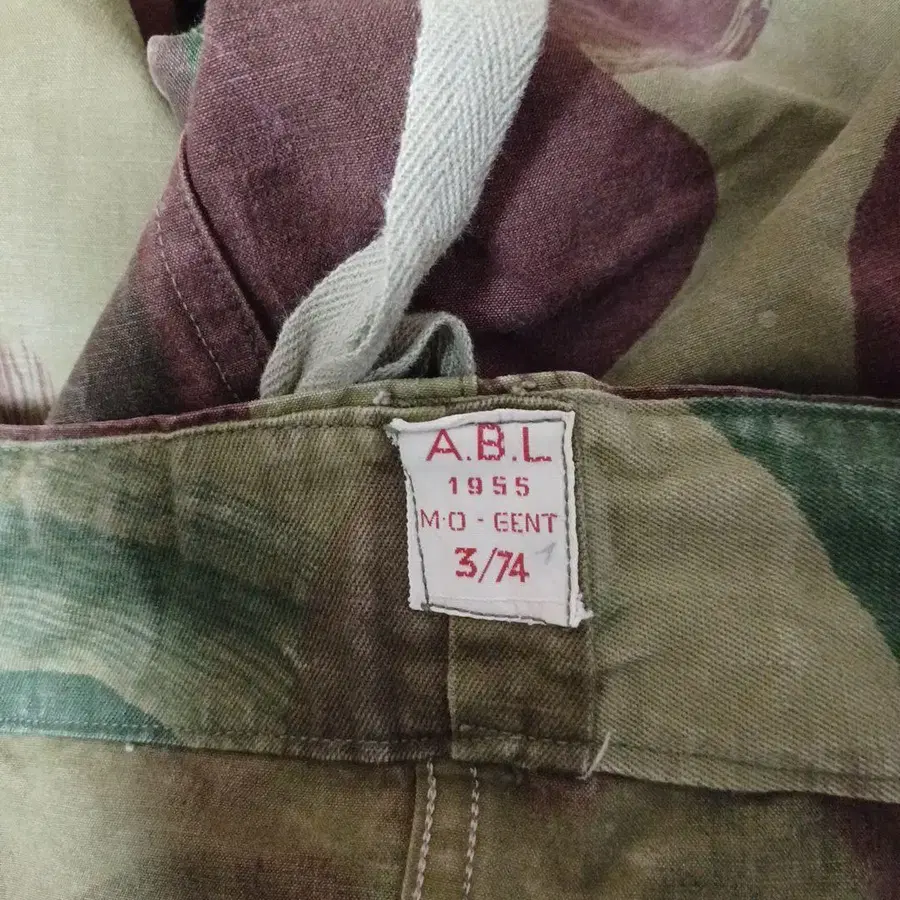 A.B.L
1955
M.O - GENT
3/74